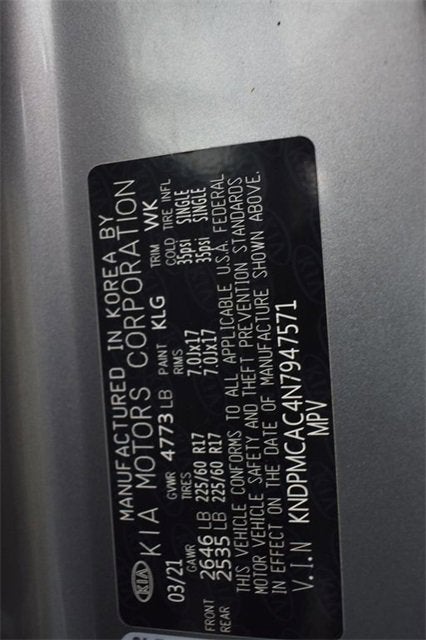 MANUFACTURED IN KOREA BY
KIA KIA MOTORS CORPORATION
03/21 GVWR 4773 LB PAINT KLG TRIM WK
GAWR TIRES RIMS COLD TIRE INFL
FRONT 2646 LB 225/60 R17 7.0Jx17 35psi SINGLE
REAR 2535 LB 225/60 R17 7.0Jx17 35psi SINGLE
THIS VEHICLE CONFORMS TO ALL APPLICABLE U.S.A. FEDERAL
MOTOR VEHICLE SAFETY AND THEFT PREVENTION STANDARDS
IN EFFECT ON THE DATE OF MANUFACTURE SHOWN ABOVE.
V.I.N KNDPMCAC4N7947571
MPV